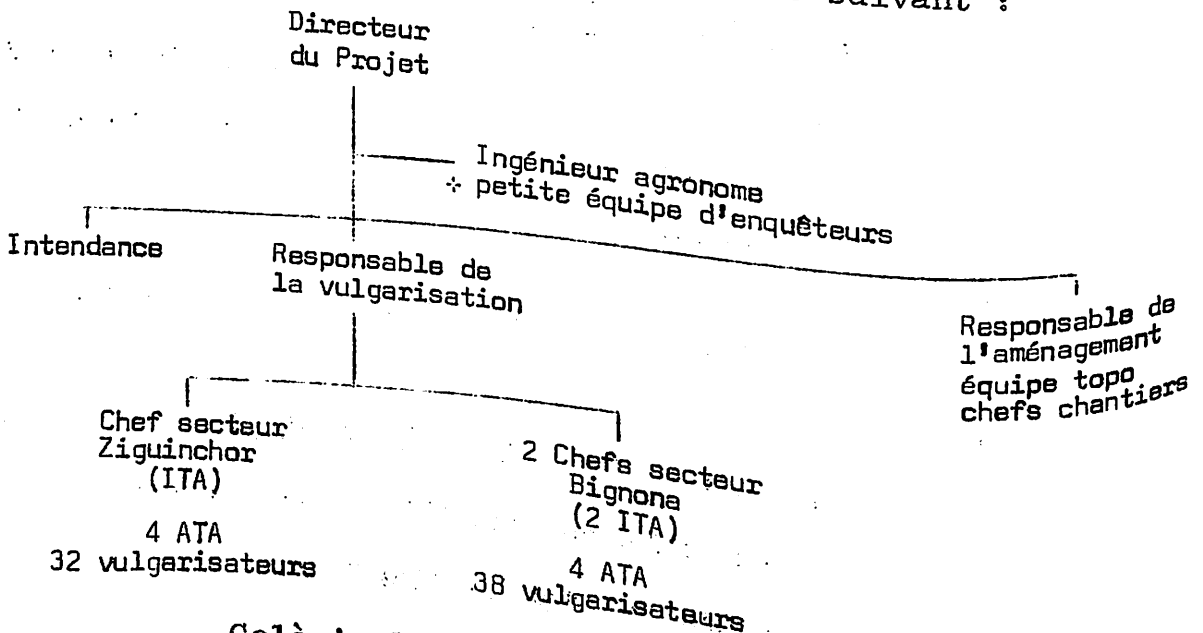 suivant :
Directeur
du Projet
Ingénieur agronome
+ petite équipe d'enquêteurs
Intendance
Responsable de
la vulgarisation
Responsable de
l'aménagement
équipe topo
chefs chantiers
Chef secteur
Ziguinchor
(ITA)
4 ATA
32 vulgarisateurs
2 Chefs secteur
Bignona
(2 ITA)
4 ATA
38 vulgarisateurs